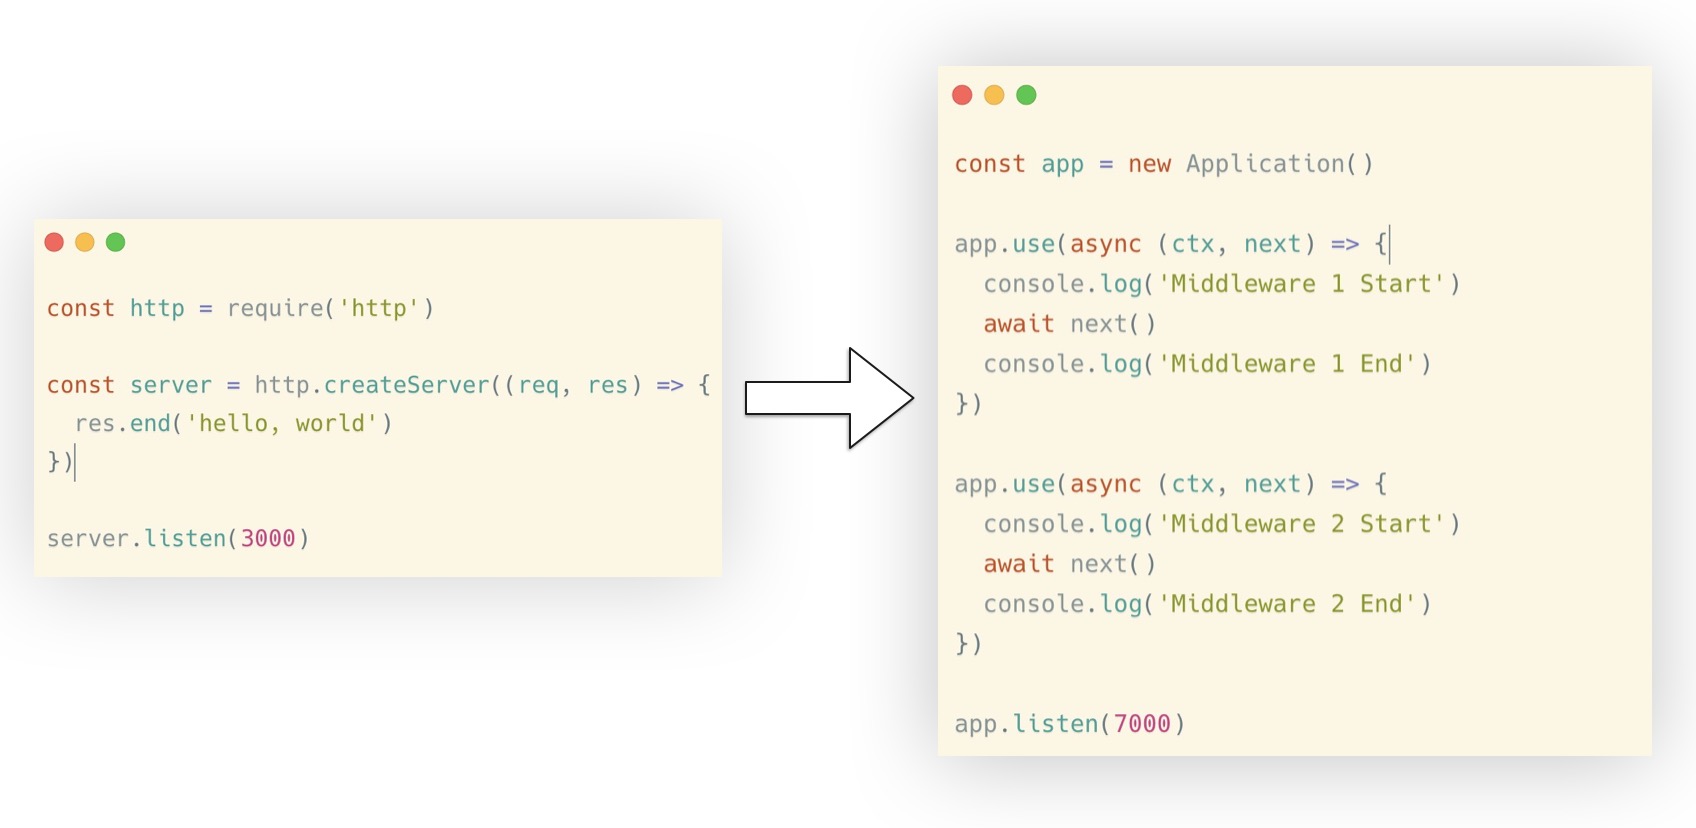 const http = require('http')
const server = http.createServer((req, res) => {
  res.end('hello, world')
})
server.listen(3000)
const app = new Application()
app.use(async (ctx, next) => {
  console.log('Middleware 1 Start')
  await next()
  console.log('Middleware 1 End')
})
app.use(async (ctx, next) => {
  console.log('Middleware 2 Start')
  await next()
  console.log('Middleware 2 End')
})
app.listen(7000)